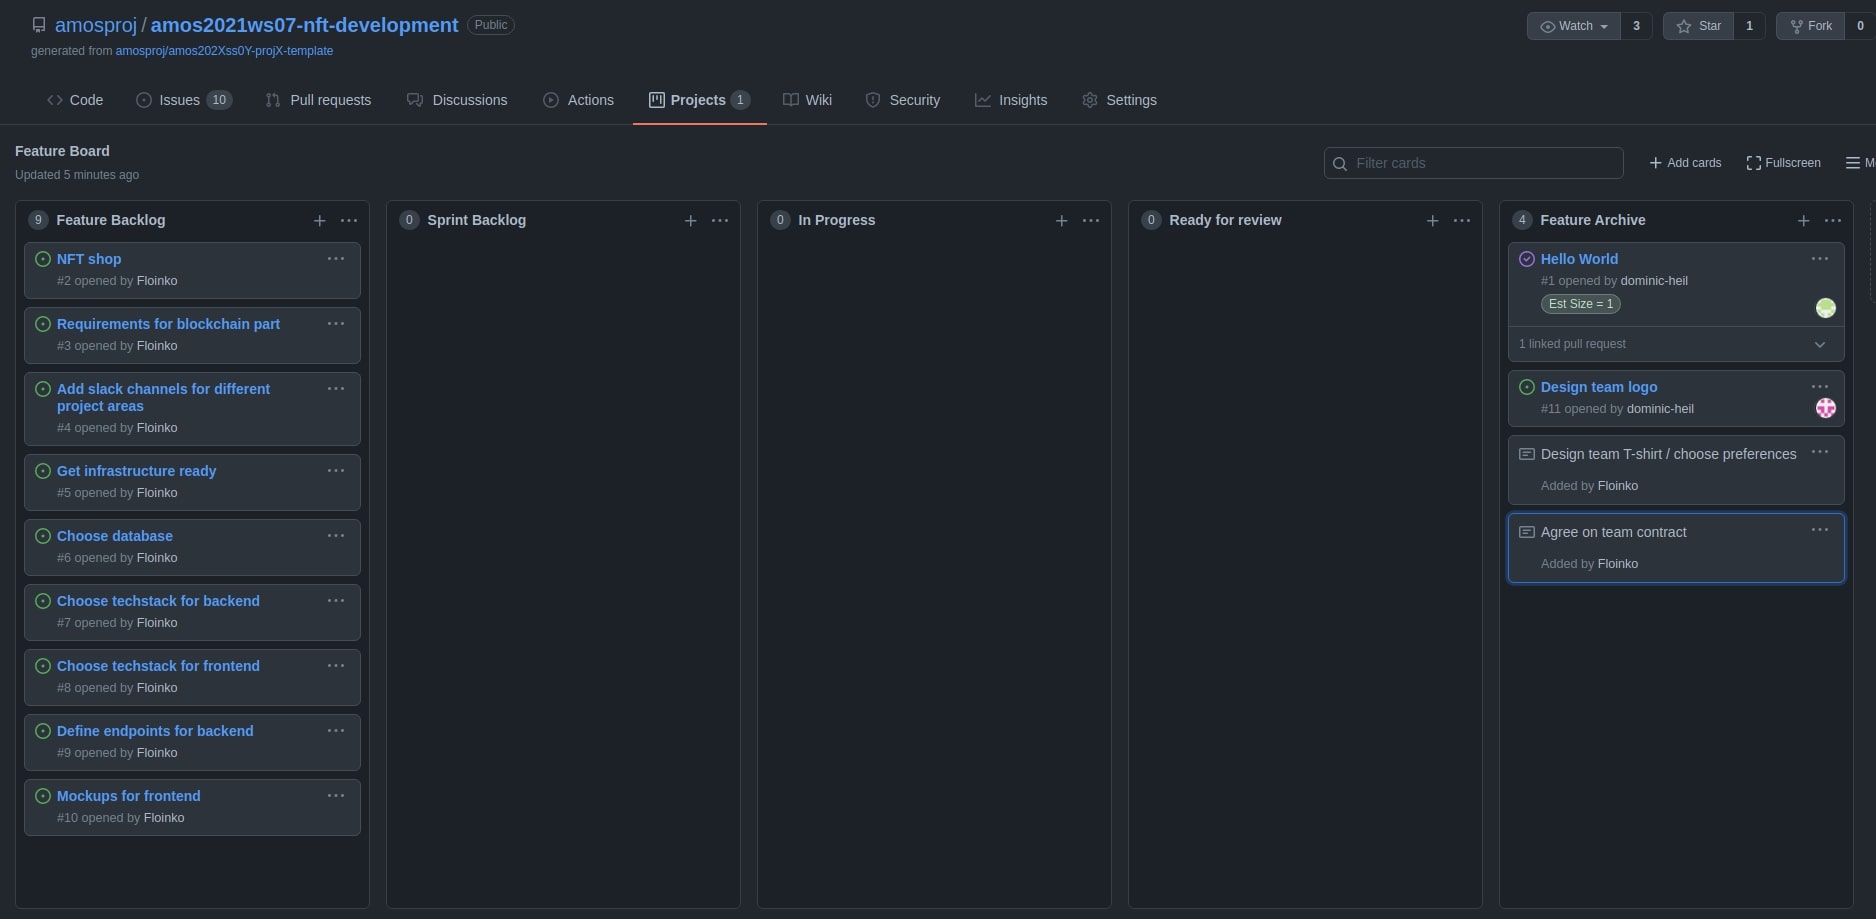 amosproj / amos2021ws07-nft-development Public
Watch 3 Star 1 Fork 0
generated from amosproj/amos202Xss0Y-projX-template
Code Issues 10 Pull requests Discussions Actions Projects 1 Wiki Security Insights Settings
Feature Board
Updated 5 minutes ago
Filter cards
Add cards
Fullscreen
9 Feature Backlog
NFT shop
#2 opened by Floinko
Requirements for blockchain part
#3 opened by Floinko
Add slack channels for different
project areas
#4 opened by Floinko
Get infrastructure ready
#5 opened by Floinko
Choose database
#6 opened by Floinko
Choose techstack for backend
#7 opened by Floinko
Choose techstack for frontend
#8 opened by Floinko
Define endpoints for backend
#9 opened by Floinko
Mockups for frontend
#10 opened by Floinko
0 Sprint Backlog
0 In Progress
0 Ready for review
4 Feature Archive
Hello World
#1 opened by dominic-heil
Est Size = 1
1 linked pull request
Design team logo
#11 opened by dominic-heil
Design team T-shirt / choose preferences
Added by Floinko
Agree on team contract
Added by Floinko